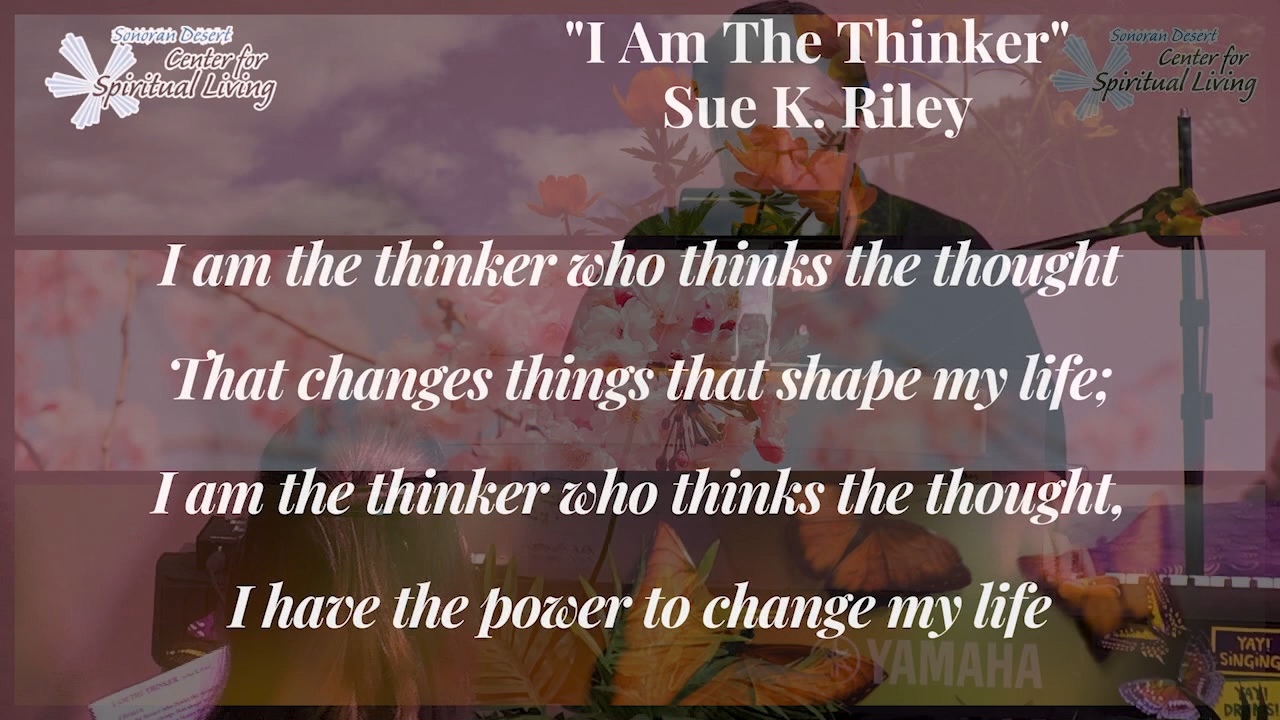 Sonoran Desert
Center for
Spiritual Living
"I Am The Thinker"
Sue K. Riley
Sonoran Desert
Center for
Spiritual Living
I am the thinker who thinks the thought
That changes things that shape my life;
I am the thinker who thinks the thought,
I have the power to change my life
YAMAHA
YAY!
SINGING
YAY!
DRUMS!